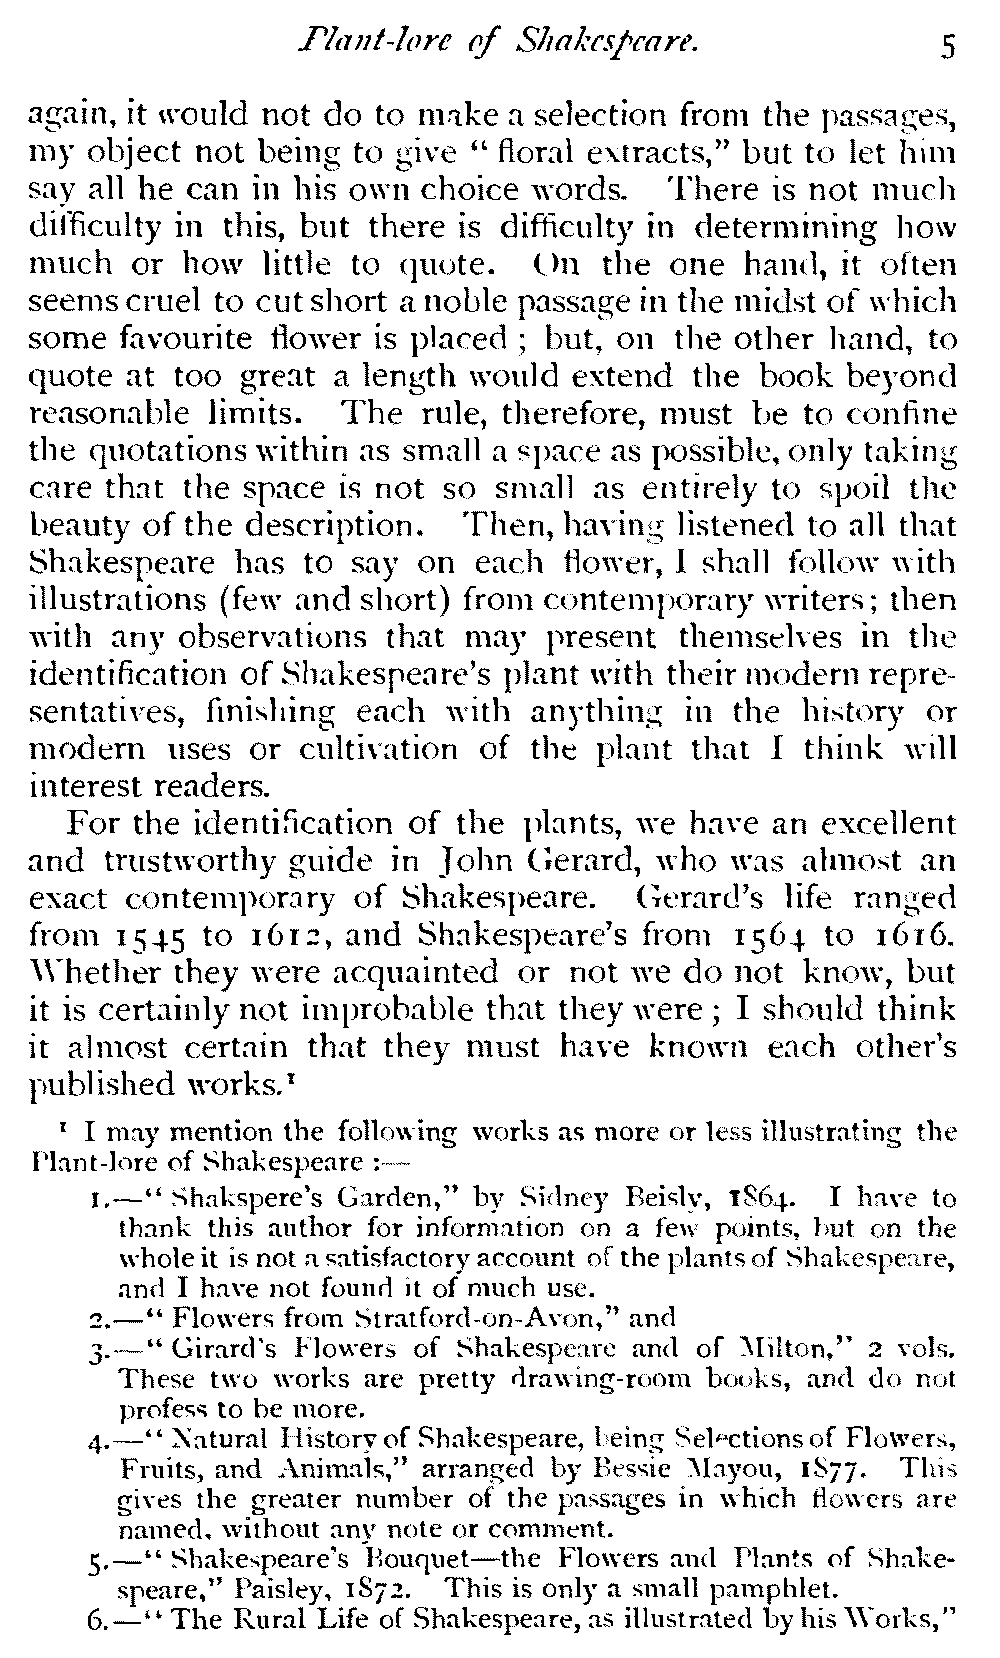 Plant-lore of Shakespeare. 5
again, it would not do to make a selection from the passages,
my object not being to give “ floral extracts,” but to let him
say all he can in his own choice words. There is not much
difficulty in this, but there is difficulty in determining how
much or how little to quote. On the one hand, it often
seems cruel to cut short a noble passage in the midst of which
some favourite flower is placed ; but, on the other hand, to
quote at too great a length would extend the book beyond
reasonable limits. The rule, therefore, must be to confine
the quotations within as small a space as possible, only taking
care that the space is not so small as entirely to spoil the
beauty of the description. Then, having listened to all that
Shakespeare has to say on each flower, I shall follow with
illustrations (few and short) from contemporary writers ; then
with any observations that may present themselves in the
identification of Shakespeare's plant with their modern repre-
sentatives, finishing each with anything in the history or
modern uses or cultivation of the plant that I think will
interest readers.
For the identification of the plants, we have an excellent
and trustworthy guide in John Gerard, who was almost an
exact contemporary of Shakespeare. Gerard's life ranged
from 1545 to 1612, and Shakespeare's from 1564 to 1616.
Whether they were acquainted or not we do not know, but
it is certainly not improbable that they were ; I should think
it almost certain that they must have known each other's
published works.¹
¹ I may mention the following works as more or less illustrating the
Plant-lore of Shakespeare :—
1.—“ Shakspere's Garden,” by Sidney Beisly, 1864. I have to
thank this author for information on a few points, but on the
whole it is not a satisfactory account of the plants of Shakespeare,
and I have not found it of much use.
2.—“ Flowers from Stratford-on-Avon,” and
3.—“ Girard's Flowers of Shakespeare and of Milton,” 2 vols.
These two works are pretty drawing-room books, and do not
profess to be more.
4.—“ Natural History of Shakespeare, being Selections of Flowers,
Fruits, and Animals,” arranged by Bessie Mayou, 1877. This
gives the greater number of the passages in which flowers are
named, without any note or comment.
5.—“ Shakespeare's Bouquet—the Flowers and Plants of Shake-
speare,” Paisley, 1872. This is only a small pamphlet.
6.—“ The Rural Life of Shakespeare, as illustrated by his Works,”